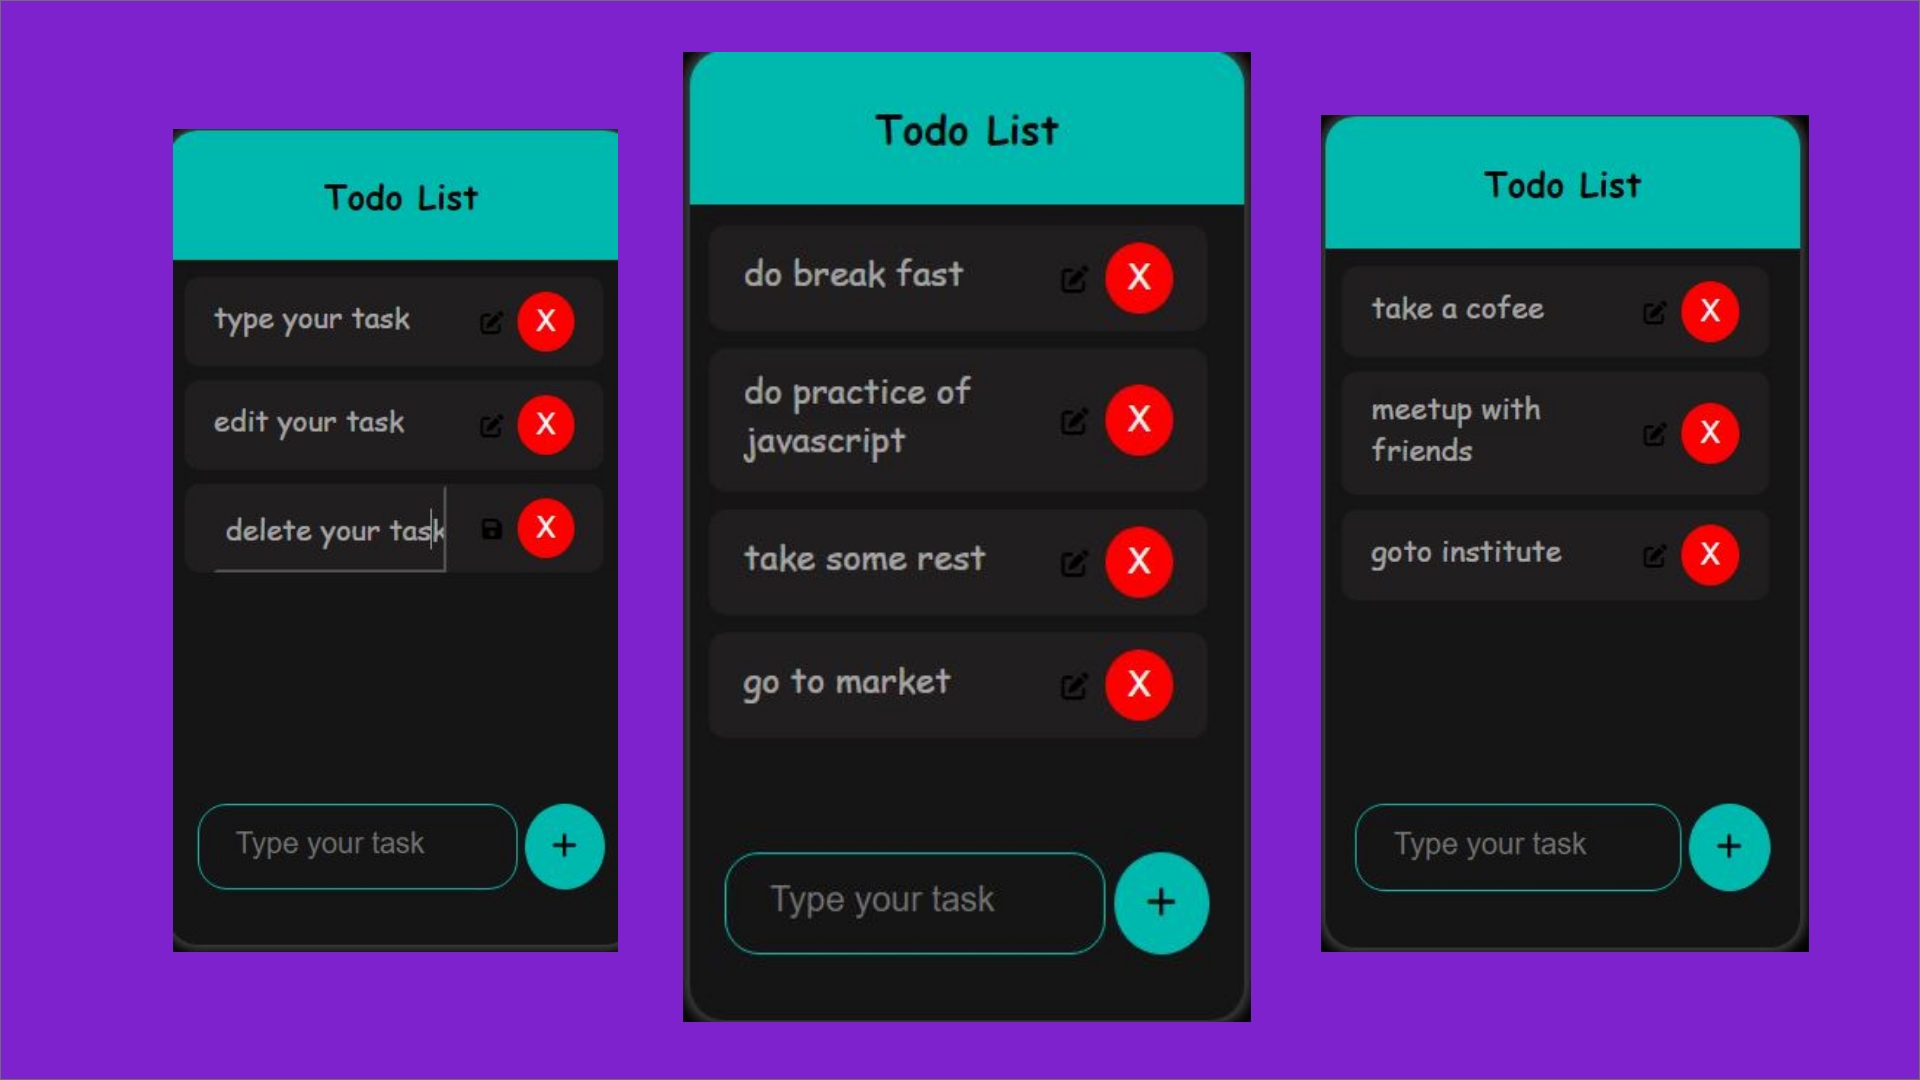 Todo List
type your task
X
edit your task
X
delete your task
X
Type your task
+
Todo List
do break fast
X
do practice of
javascript
X
take some rest
X
go to market
X
Type your task
+
Todo List
take a cofee
X
meetup with
friends
X
goto institute
X
Type your task
+